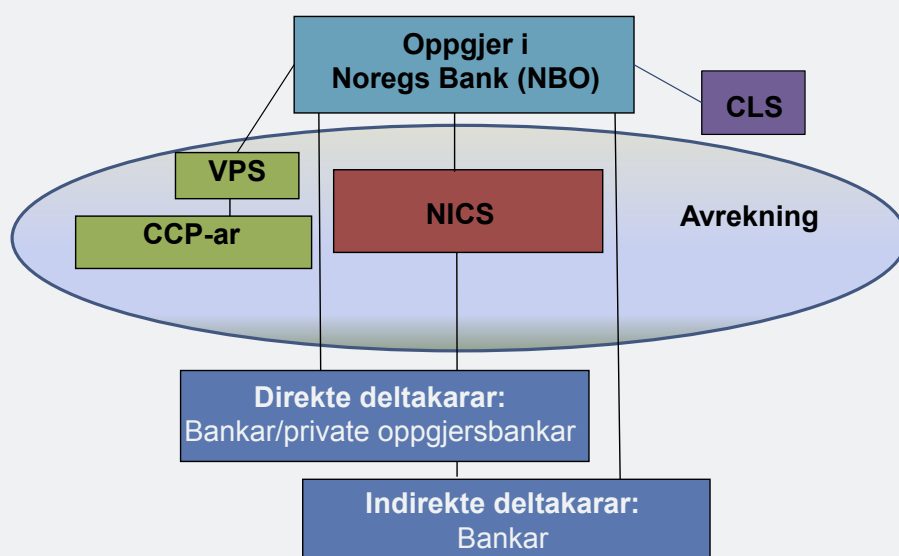 Oppgjer i
Noregs Bank (NBO)
CLS
VPS
CCP-ar
NICS
Avrekning
Direkte deltakarar:
Bankar/private oppgjersbankar
Indirekte deltakarar:
Bankar